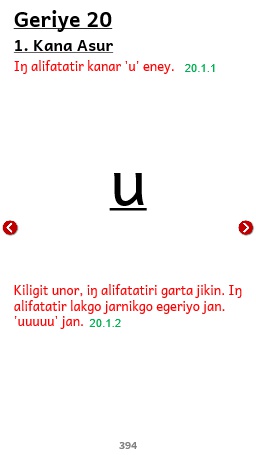 Geriye 20
1. Kana Asur
Iŋ alifatatir kanar 'u' eney. 20.1.1
u
Kiligit unor, iŋ alifatatiri garta jikin. Iŋ
alifatatir lakgo jarnikgo egeriyo jan.
'uuuuu' jan. 20.1.2
394